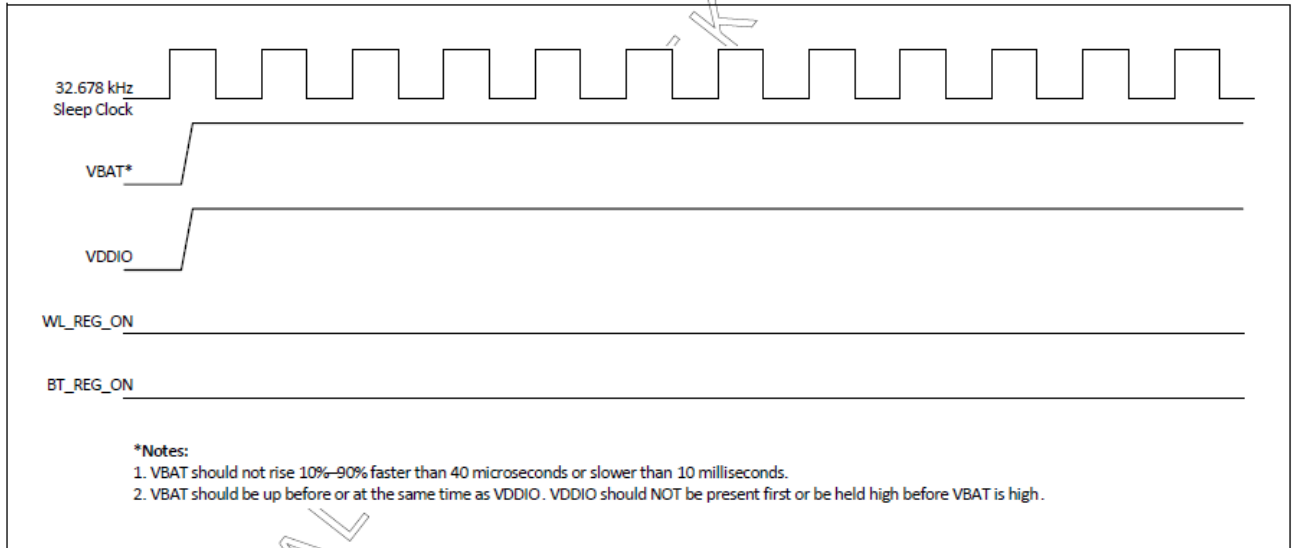 32.678 kHz
Sleep Clock
VBAT*
VDDIO
WL_REG_ON
BT_REG_ON
*Notes:
1. VBAT should not rise 10%–90% faster than 40 microseconds or slower than 10 milliseconds.
2. VBAT should be up before or at the same time as VDDIO. VDDIO should NOT be present first or be held high before VBAT is high.